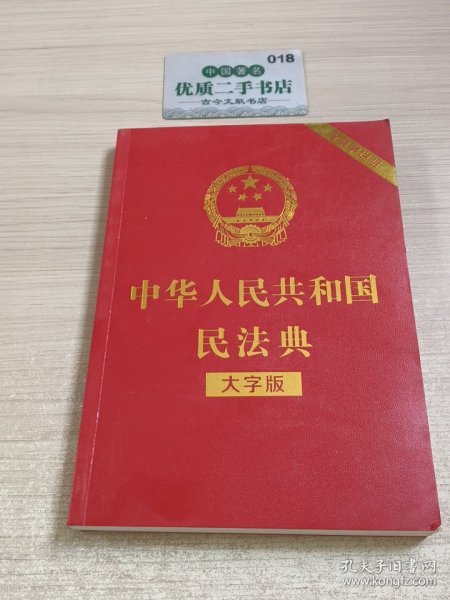 018
中国著名
优质二手书店
古今文献书店
中华人民共和国
民法典
大字版
孔夫子旧书网
www.kongfz.com